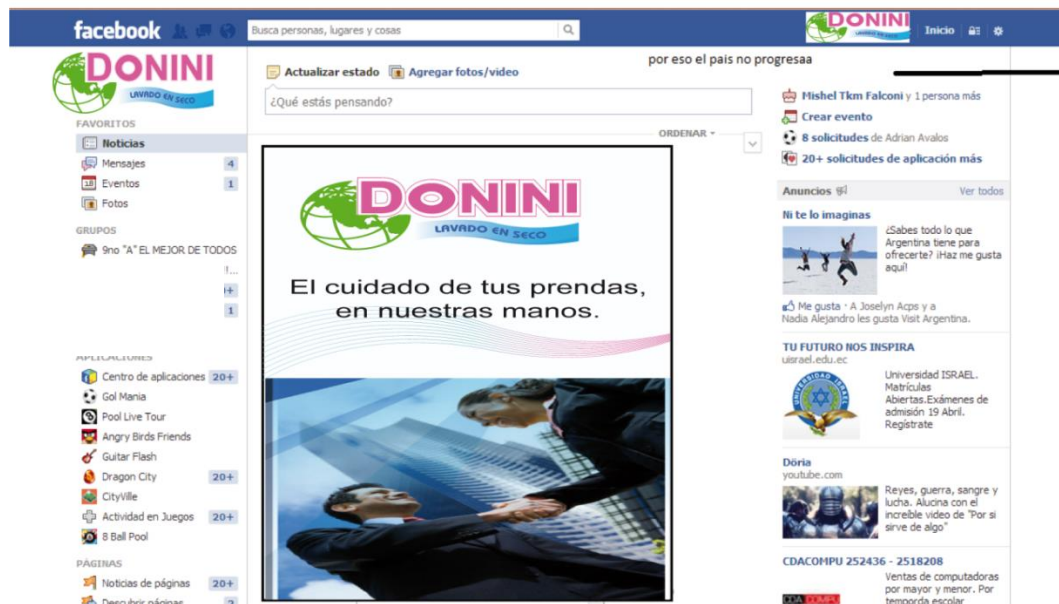 facebook
Busca personas, lugares y cosas
DONINI
LAVADO EN SECO
Inicio
DONINI
LAVADO EN SECO
FAVORITOS
Noticias
Mensajes 4
Eventos 1
Fotos
GRUPOS
9no "A" EL MEJOR DE TODOS
1
APLICACIONES
Centro de aplicaciones 20+
Gol Mania
Pool Live Tour
Angry Birds Friends
Guitar Flash
Dragon City 20+
CityVille
Actividad en Juegos 20+
8 Ball Pool
PÁGINAS
Noticias de páginas 20+
Descubrir páginas 2
Actualizar estado Agregar fotos/video
por eso el pais no progresaa
¿Qué estás pensando?
ORDENAR
DONINI
LAVADO EN SECO
El cuidado de tus prendas,
en nuestras manos.
Mishel Tkm Falconi y 1 persona más
Crear evento
8 solicitudes de Adrian Avalos
20+ solicitudes de aplicación más
Anuncios Ver todos
Ni te lo imaginas
¿Sabes todo lo que
Argentina tiene para
ofrecerte? ¡Haz me gusta
aquí!
Me gusta · A Joselyn Acps y a
Nadia Alejandro les gusta Visit Argentina.
TU FUTURO NOS INSPIRA
uisrael.edu.ec
UNIVERSIDAD ISRAEL
Universidad ISRAEL.
Matrículas
Abiertas.Exámenes de
admisión 19 Abril.
Regístrate
Döria
youtube.com
Reyes, guerra, sangre y
lucha. Alucina con el
increíble video de "Por si
sirve de algo"
CDACOMPU 252436 - 2518208
CDA COMPU
Ventas de computadoras
por mayor y menor. Por
temporda escolar